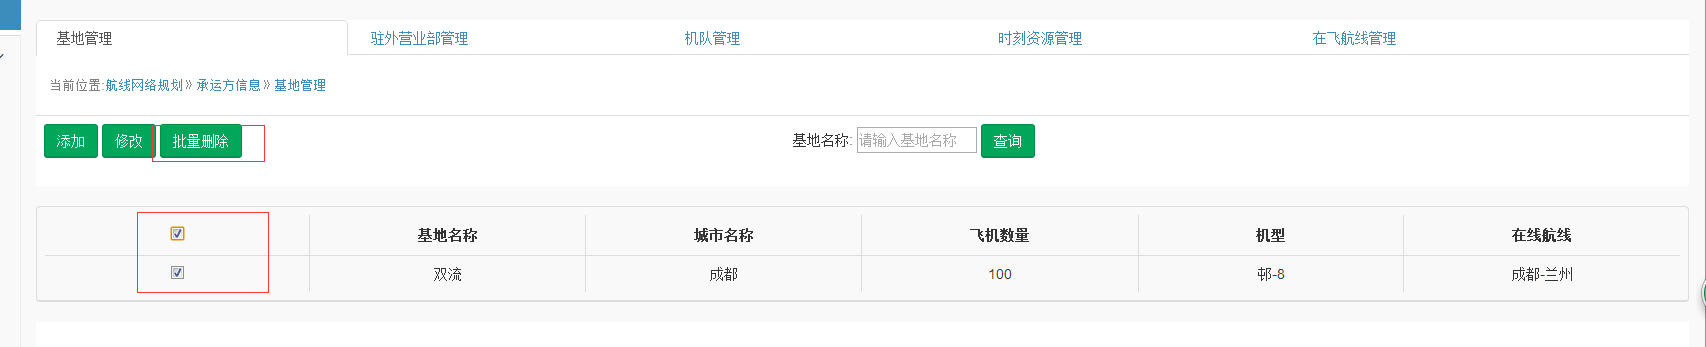 基地管理 驻外营业部管理 机队管理 时刻资源管理 在飞航线管理
当前位置:航线网络规划》承运方信息》基地管理
添加 修改 批量删除 基地名称: 请输入基地名称 查询
基地名称 城市名称 飞机数量 机型 在线航线
双流 成都 100 邨-8 成都-兰州